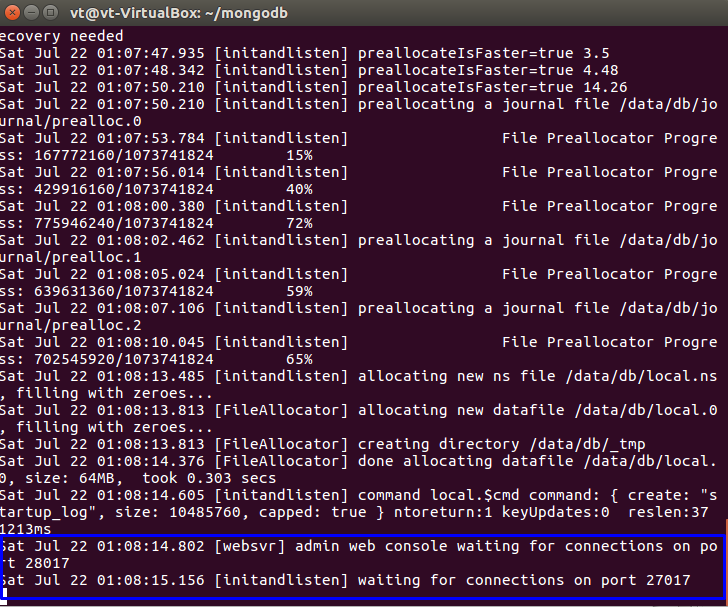 vt@vt-VirtualBox: ~/mongodb
ecovery needed
Sat Jul 22 01:07:47.935 [initandlisten] preallocateIsFaster=true 3.5
Sat Jul 22 01:07:48.342 [initandlisten] preallocateIsFaster=true 4.48
Sat Jul 22 01:07:50.210 [initandlisten] preallocateIsFaster=true 14.26
Sat Jul 22 01:07:50.210 [initandlisten] preallocating a journal file /data/db/jo
urnal/prealloc.0
Sat Jul 22 01:07:53.784 [initandlisten]                 File Preallocator Progre
ss: 167772160/1073741824        15%
Sat Jul 22 01:07:56.014 [initandlisten]                 File Preallocator Progre
ss: 429916160/1073741824        40%
Sat Jul 22 01:08:00.380 [initandlisten]                 File Preallocator Progre
ss: 775946240/1073741824        72%
Sat Jul 22 01:08:02.462 [initandlisten] preallocating a journal file /data/db/jo
urnal/prealloc.1
Sat Jul 22 01:08:05.024 [initandlisten]                 File Preallocator Progre
ss: 639631360/1073741824        59%
Sat Jul 22 01:08:07.106 [initandlisten] preallocating a journal file /data/db/jo
urnal/prealloc.2
Sat Jul 22 01:08:10.045 [initandlisten]                 File Preallocator Progre
ss: 702545920/1073741824        65%
Sat Jul 22 01:08:13.485 [initandlisten] allocating new ns file /data/db/local.ns
, filling with zeroes...
Sat Jul 22 01:08:13.813 [FileAllocator] allocating new datafile /data/db/local.0
, filling with zeroes...
Sat Jul 22 01:08:13.813 [FileAllocator] creating directory /data/db/_tmp
Sat Jul 22 01:08:14.376 [FileAllocator] done allocating datafile /data/db/local.
0, size: 64MB,  took 0.303 secs
Sat Jul 22 01:08:14.605 [initandlisten] command local.$cmd command: { create: "s
tartup_log", size: 10485760, capped: true } ntoreturn:1 keyUpdates:0  reslen:37
1213ms
Sat Jul 22 01:08:14.802 [websvr] admin web console waiting for connections on po
rt 28017
Sat Jul 22 01:08:15.156 [initandlisten] waiting for connections on port 27017